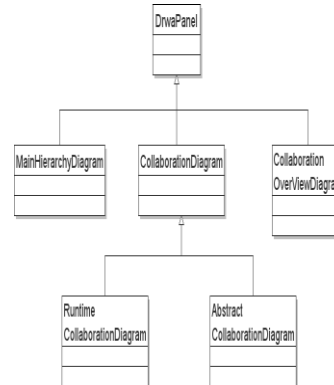 DrwaPanel
MainHierarchyDiagram
CollaborationDiagram
Collaboration
OverViewDiagra
Runtime
CollaborationDiagram
Abstract
CollaborationDiagram